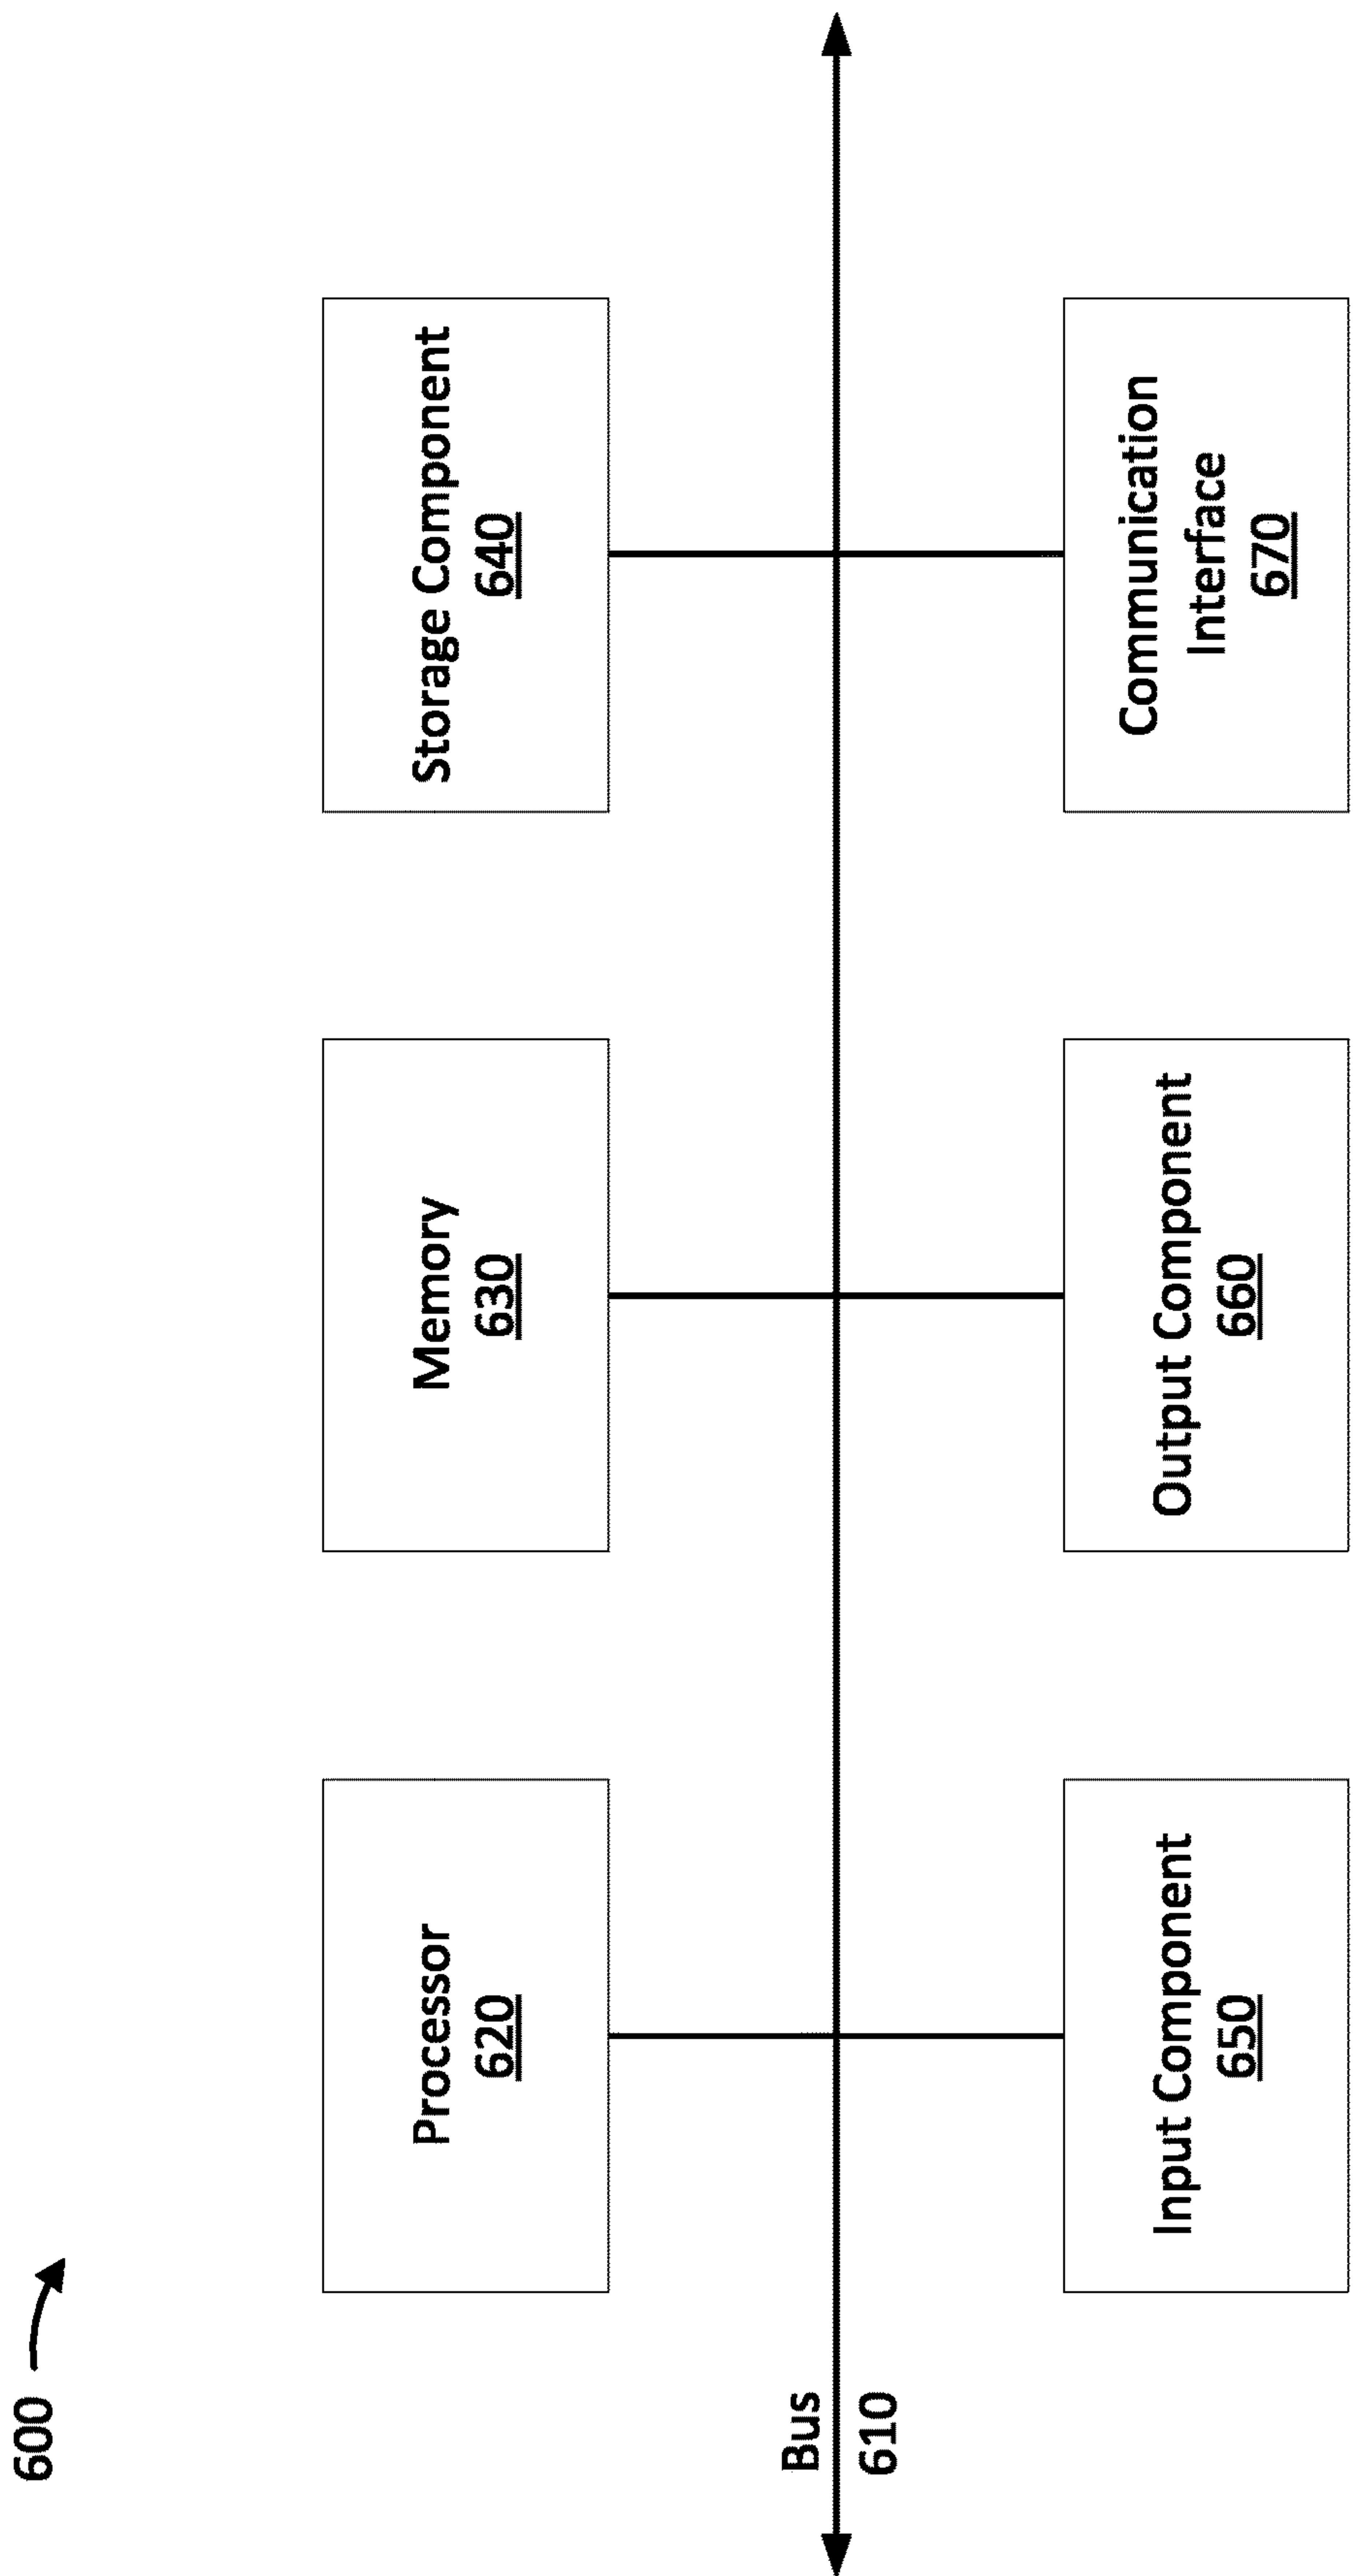 600
Processor
620
Memory
630
Storage Component
640
Bus
610
Input Component
650
Output Component
660
Communication
Interface
670